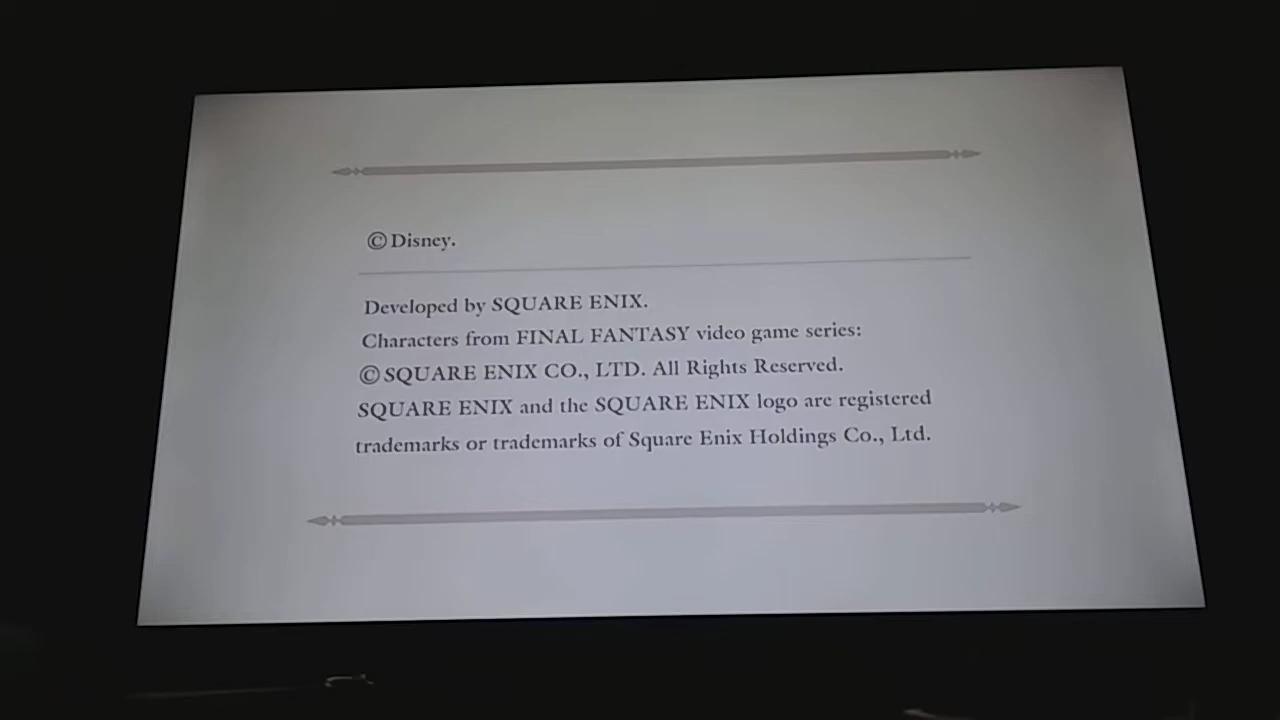 ©Disney.
Developed by SQUARE ENIX.
Characters from FINAL FANTASY video game series:
©SQUARE ENIX CO., LTD. All Rights Reserved.
SQUARE ENIX and the SQUARE ENIX logo are registered
trademarks or trademarks of Square Enix Holdings Co., Ltd.